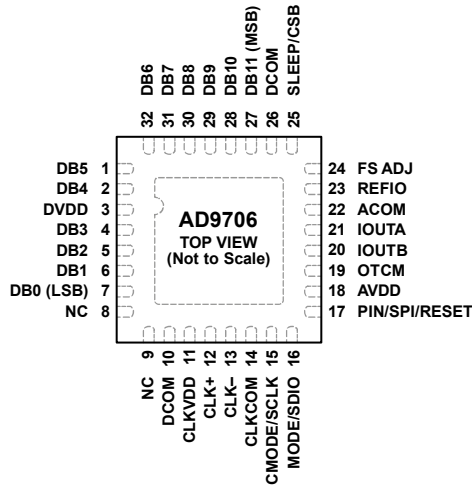 32 DB6
31 DB7
30 DB8
29 DB9
28 DB10
27 DB11 (MSB)
26 DCOM
25 SLEEP/CSB
DB5 1
DB4 2
DVDD 3
DB3 4
DB2 5
DB1 6
DB0 (LSB) 7
NC 8
AD9706
TOP VIEW
(Not to Scale)
24 FS ADJ
23 REFIO
22 ACOM
21 IOUTA
20 IOUTB
19 OTCM
18 AVDD
17 PIN/SPI/RESET
NC 9
DCOM 10
CLKVDD 11
CLK+ 12
CLK– 13
CLKCOM 14
CMODE/SCLK 15
MODE/SDIO 16